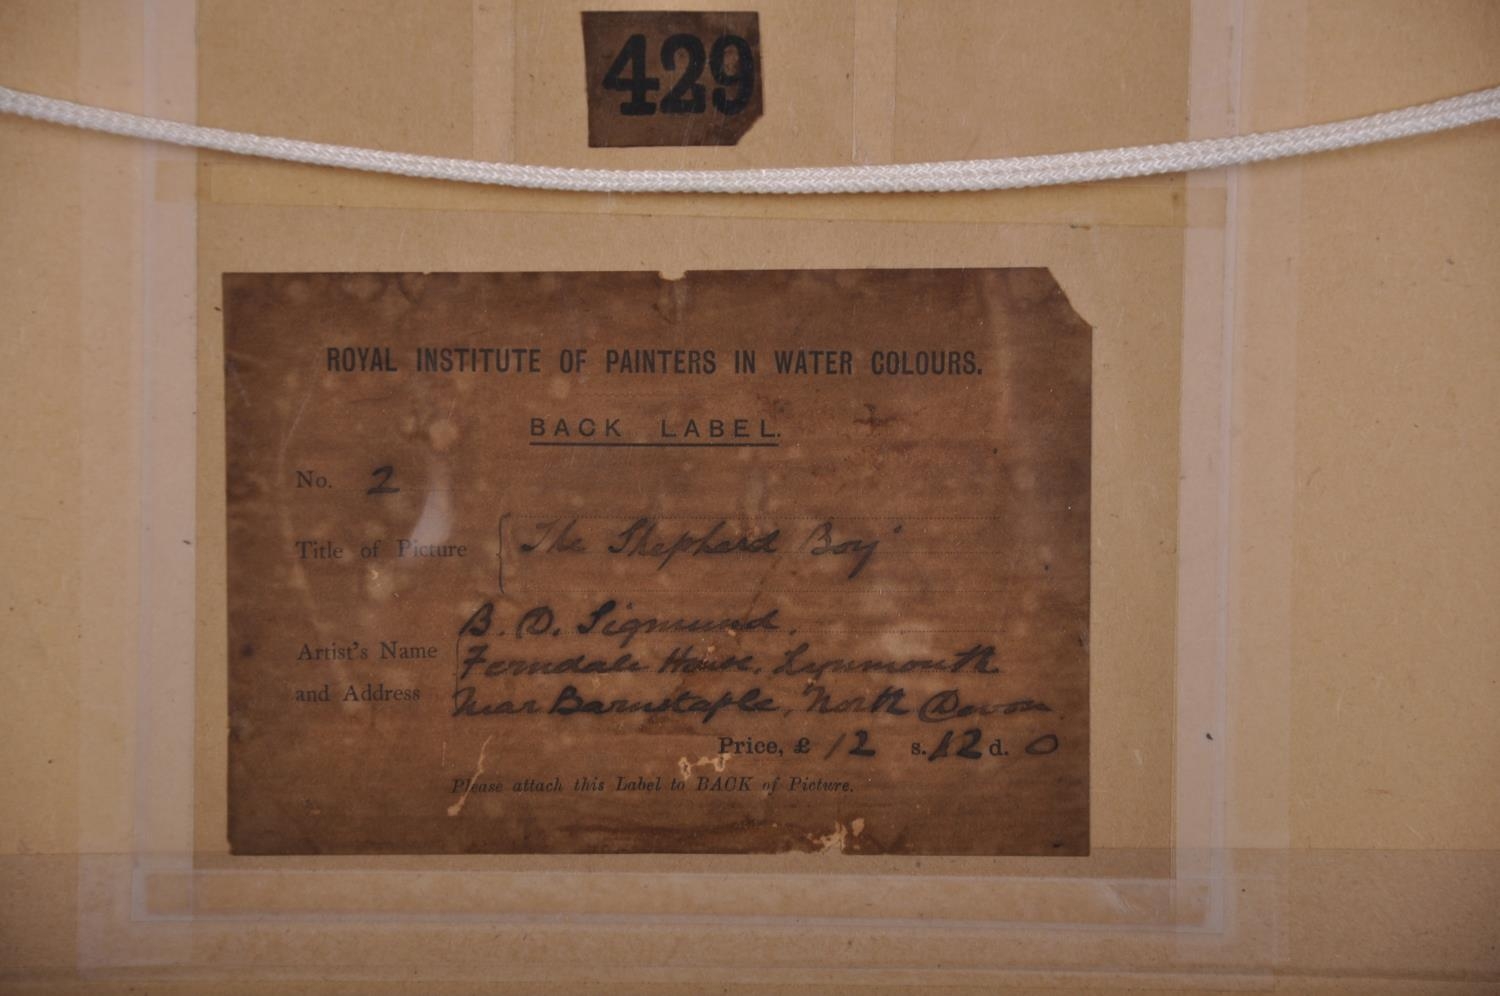 429
ROYAL INSTITUTE OF PAINTERS IN WATER COLOURS.
BACK LABEL.
No. 2
Title of Picture { "The Shepherd Boy"
B. D. Sigmund.
Artist's Name { Ferndale House. Lynmouth
and Address Near Barnstaple, North Devon
Price, £ 12 s. 12 d. 0
Please attach this Label to BACK of Picture.